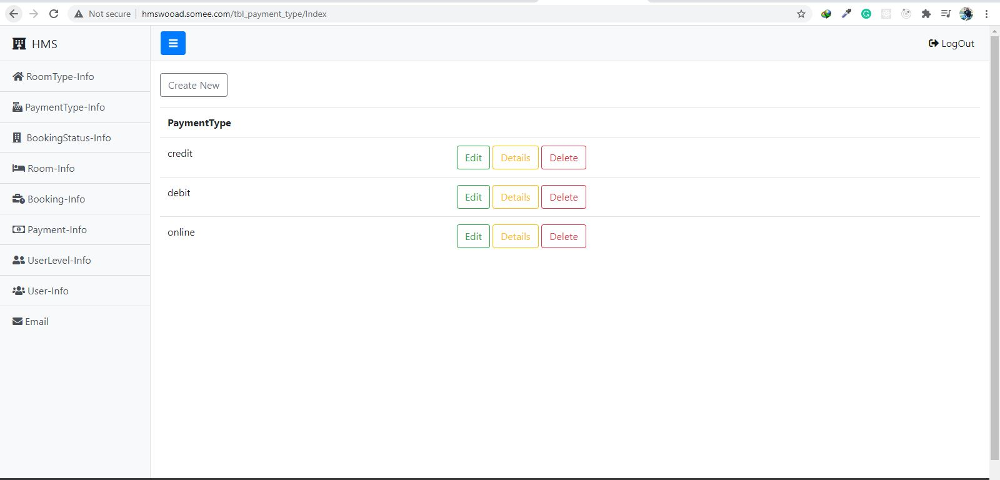 Not secure hmswooad.somee.com/tbl_payment_type/Index
HMS
LogOut
RoomType-Info
PaymentType-Info
BookingStatus-Info
Room-Info
Booking-Info
Payment-Info
UserLevel-Info
User-Info
Email
Create New
PaymentType
credit Edit Details Delete
debit Edit Details Delete
online Edit Details Delete